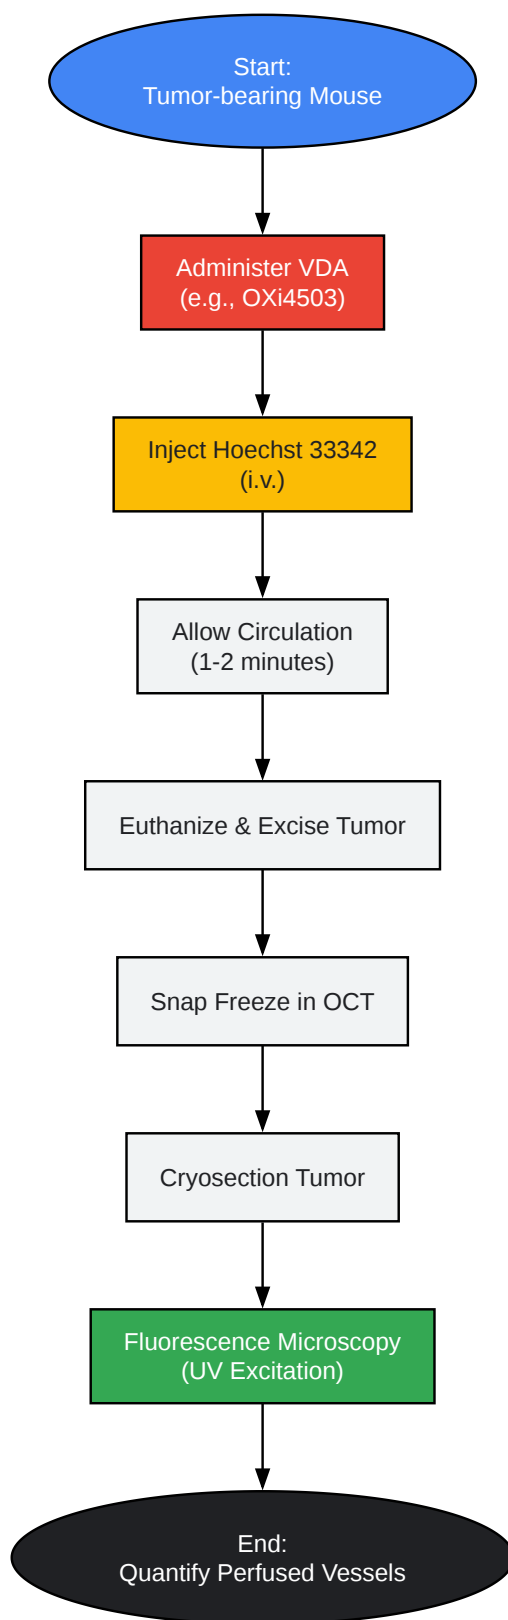 Start:
Tumor-bearing Mouse
Administer VDA
(e.g., OXi4503)
Inject Hoechst 33342
(i.v.)
Allow Circulation
(1-2 minutes)
Euthanize & Excise Tumor
Snap Freeze in OCT
Cryosection Tumor
Fluorescence Microscopy
(UV Excitation)
End:
Quantify Perfused Vessels